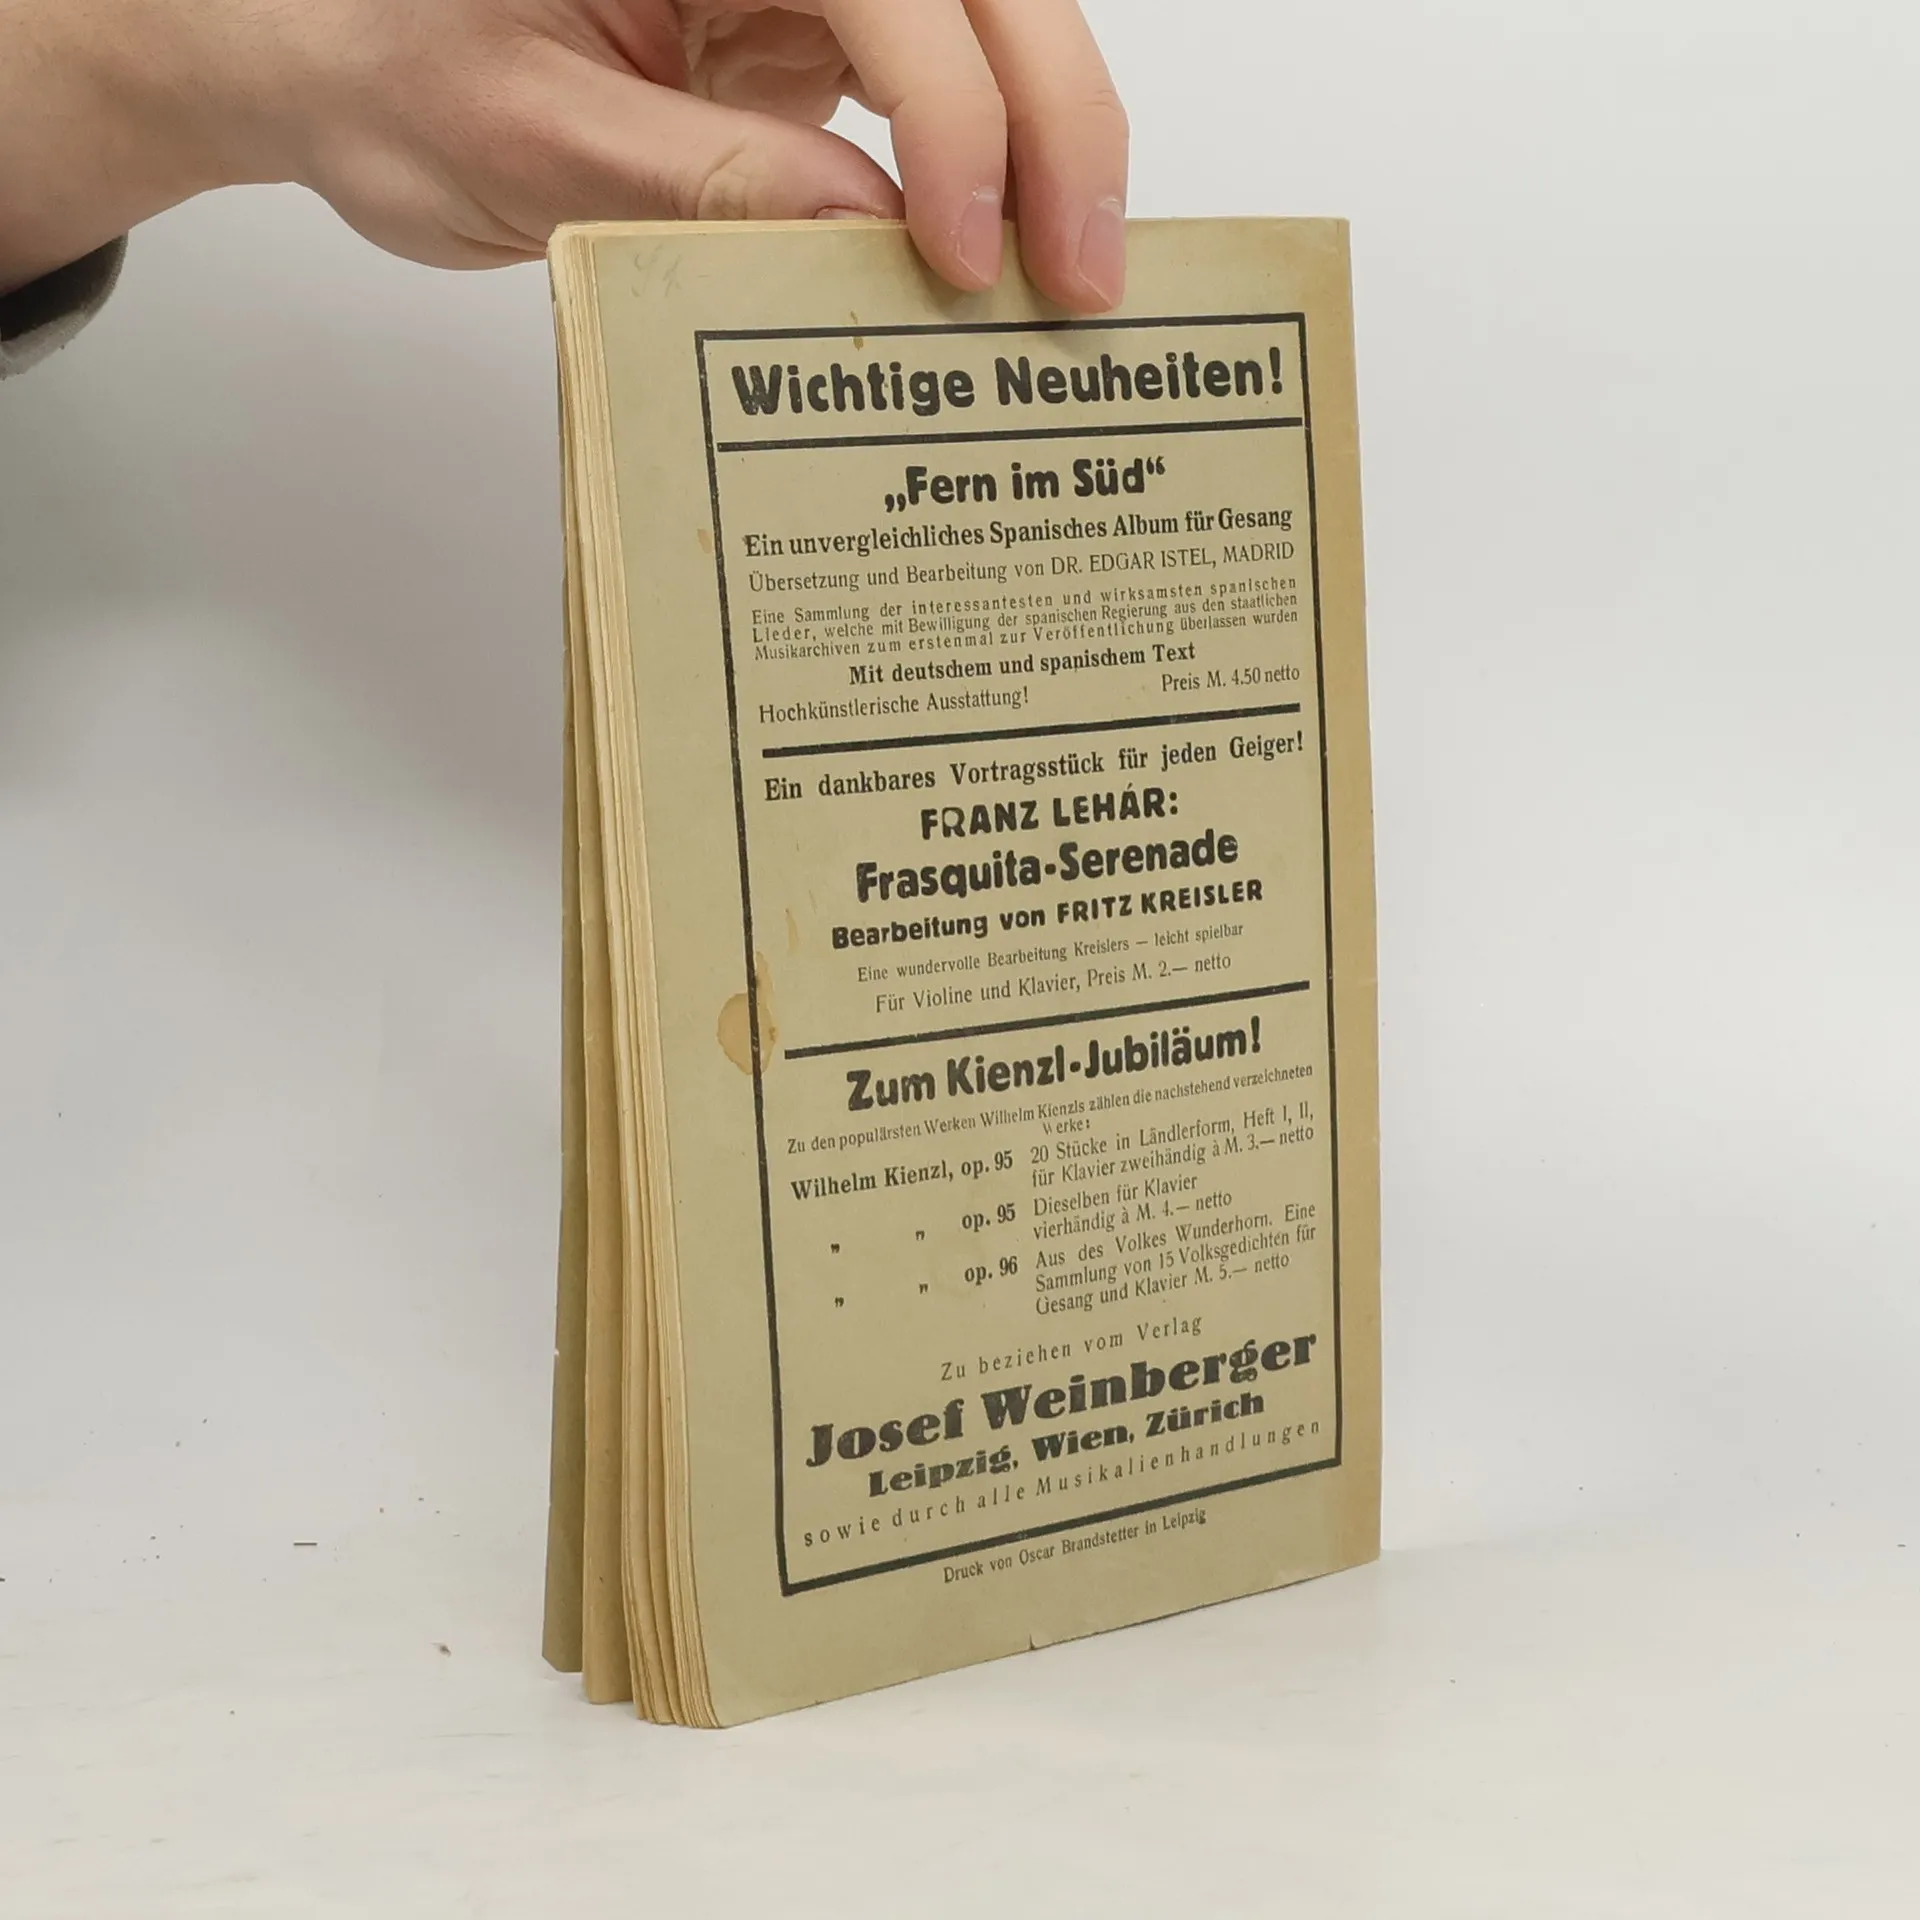 Wichtige Neuheiten!
„Fern im Süd“
Ein unvergleichliches Spanisches Album für Gesang
Übersetzung und Bearbeitung von DR. EDGAR ISTEL, MADRID
Eine Sammlung der interessantesten und wirksamsten spanischen
Lieder, welche mit Bewilligung der spanischen Regierung aus den staatlichen
Musikarchiven zum erstenmal zur Veröffentlichung überlassen wurden
Mit deutschem und spanischem Text
Hochkünstlerische Ausstattung! Preis M. 4.50 netto
Ein dankbares Vortragsstück für jeden Geiger!
FRANZ LEHÁR:
Frasquita-Serenade
Bearbeitung von FRITZ KREISLER
Eine wundervolle Bearbeitung Kreislers — leicht spielbar
Für Violine und Klavier, Preis M. 2.— netto
Zum Kienzl-Jubiläum!
Zu den populärsten Werken Wilhelm Kienzls zählen die nachstehend verzeichneten
Werke:
Wilhelm Kienzl, op. 95 20 Stücke in Ländlerform, Heft I, II,
für Klavier zweihändig à M. 3.— netto
„ „ op. 95 Dieselben für Klavier
vierhändig à M. 4.— netto
„ „ op. 96 Aus des Volkes Wunderhorn. Eine
Sammlung von 15 Volksgedichten für
Gesang und Klavier M. 5.— netto
Zu beziehen vom Verlag
Josef Weinberger
Leipzig, Wien, Zürich
sowie durch alle Musikalienhandlungen
Druck von Oscar Brandstetter in Leipzig